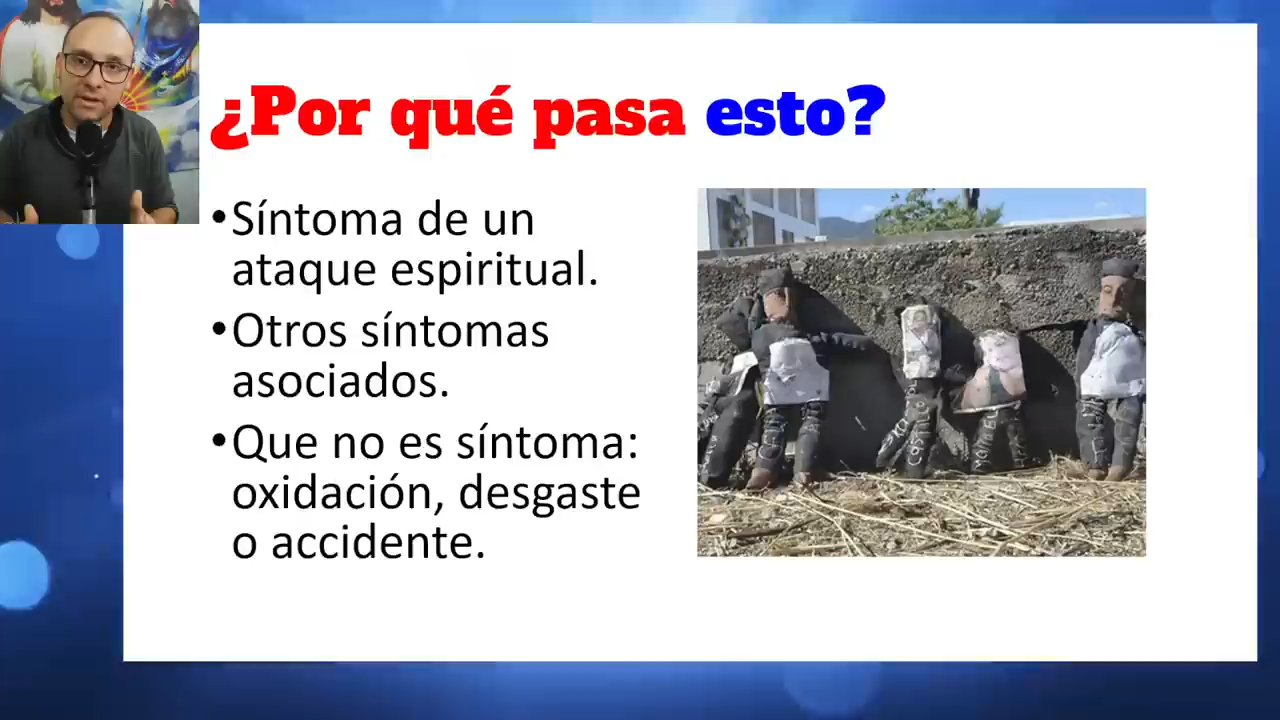 ¿Por qué pasa esto?
•Síntoma de un
ataque espiritual.
•Otros síntomas
asociados.
•Que no es síntoma:
oxidación, desgaste
o accidente.